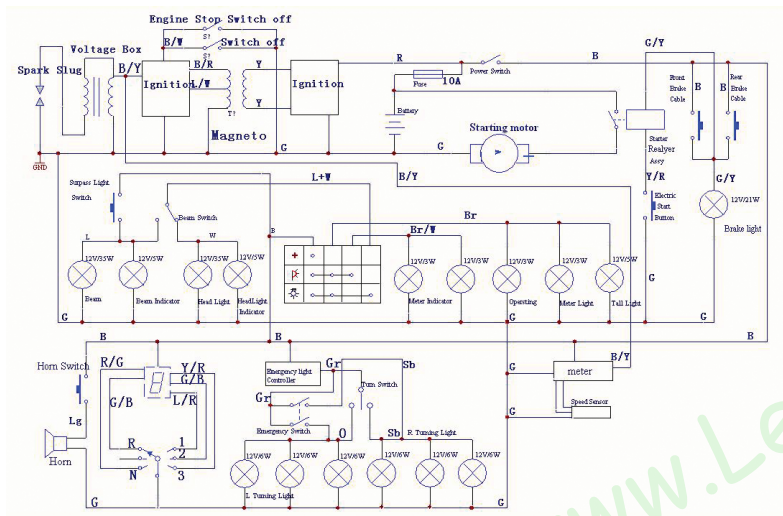 Engine Stop Switch off
S?
B/W
Switch off
S?
Voltage Box
Spark Slug
B/Y
Ignition
B/R
L/W
Y
Y
T?
Magneto
Ignition
R
Fuse
10A
Power Switch
B
G/Y
Front
Brake
Cable
B
Rear
Brake
Cable
B
Battery
Starting motor
G
G
Starter
Realyer
Assy
Y/R
G/Y
12V/21W
Brake light
GND
B/Y
L+W
Surpass Light
Switch
Beam Switch
Electric
Start
Button
G
L
W
B
Br
Br/W
12V/35W
12V/5W
12V/35W
12V/5W
12V/3W
12V/3W
12V/3W
12V/3W
12V/5W
Beam
Beam Indicator
Head Light
HeadLight
Indicator
Meter Indicator
Operating
Meter Light
Tall Light
G
G
G
B
B
B
Horn Switch
R/G
Y/R
G/B
G/B
L/R
Lg
Horn
R
N
1
2
3
G
Emergency light
Controller
Gr
Gr
Sb
Turn Switch
Emergency Switch
O
Sb
R Tuming Light
12V/6W
12V/6W
12V/6W
12V/6W
12V/6W
12V/6W
L Tuming Light
G
G
G
B/Y
meter
Speed Sensor
www.Le